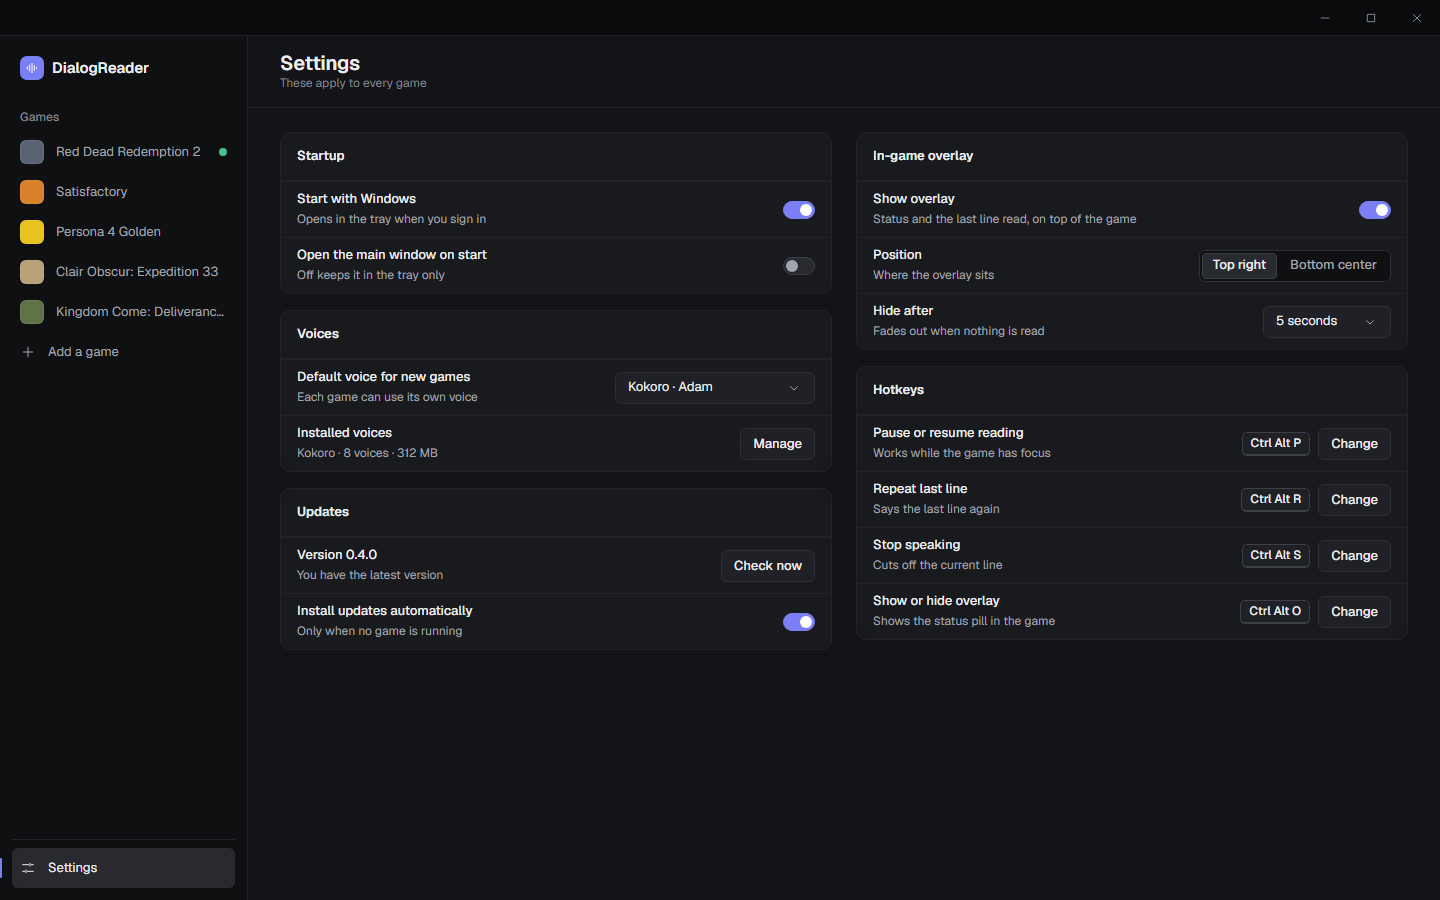 DialogReader
Games
Red Dead Redemption 2
Satisfactory
Persona 4 Golden
Clair Obscur: Expedition 33
Kingdom Come: Deliveranc...
Add a game
Settings
Settings
These apply to every game
Startup
Start with Windows
Opens in the tray when you sign in
Open the main window on start
Off keeps it in the tray only
Voices
Default voice for new games
Each game can use its own voice
Kokoro · Adam
Installed voices
Kokoro · 8 voices · 312 MB
Manage
Updates
Version 0.4.0
You have the latest version
Check now
Install updates automatically
Only when no game is running
In-game overlay
Show overlay
Status and the last line read, on top of the game
Position
Where the overlay sits
Top right
Bottom center
Hide after
Fades out when nothing is read
5 seconds
Hotkeys
Pause or resume reading
Works while the game has focus
Ctrl Alt P
Change
Repeat last line
Says the last line again
Ctrl Alt R
Change
Stop speaking
Cuts off the current line
Ctrl Alt S
Change
Show or hide overlay
Shows the status pill in the game
Ctrl Alt O
Change